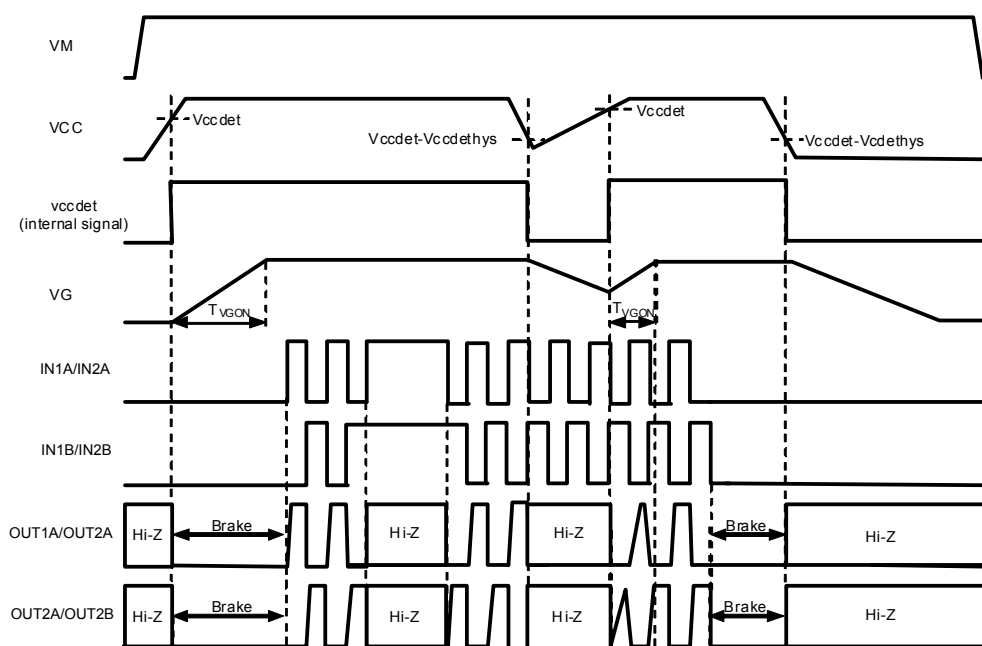 VM
VCC
Vccdet
Vccdet-Vccdethys
Vccdet
Vccdet-Vcdethys
vccdet
(internal signal)
VG
TVGON
TVGON
IN1A/IN2A
IN1B/IN2B
OUT1A/OUT2A
Hi-Z
Brake
Hi-Z
Hi-Z
Brake
Hi-Z
OUT2A/OUT2B
Hi-Z
Brake
Hi-Z
Hi-Z
Brake
Hi-Z